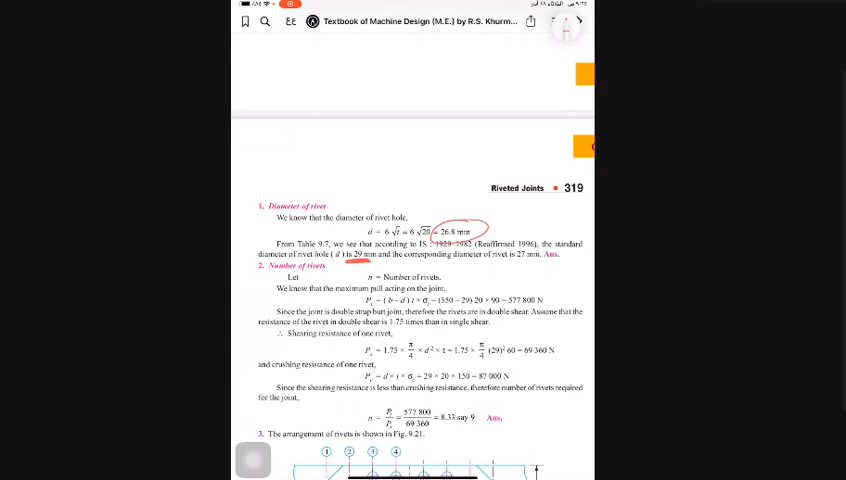 ٩:٢٥ ص الثلاثاء ١٨ أيار
٪٨٤
Textbook of Machine Design (M.E.) by R.S. Khurm...
Riveted Joints ■ 319
1. Diameter of rivet
We know that the diameter of rivet hole,
d = 6 √t = 6 √20 = 26.8 mm
From Table 9.7, we see that according to IS : 1929–1982 (Reaffirmed 1996), the standard
diameter of rivet hole ( d ) is 29 mm and the corresponding diameter of rivet is 27 mm. Ans.
2. Number of rivets
Let n = Number of rivets.
We know that the maximum pull acting on the joint,
Pt = ( b – d ) t × σt = (350 – 29) 20 × 90 = 577 800 N
Since the joint is double strap butt joint, therefore the rivets are in double shear. Assume that the
resistance of the rivet in double shear is 1.75 times than in single shear.
∴ Shearing resistance of one rivet,
Ps = 1.75 × π/4 × d² × τ = 1.75 × π/4 (29)² 60 = 69 360 N
and crushing resistance of one rivet,
Pc = d × t × σc = 29 × 20 × 150 = 87 000 N
Since the shearing resistance is less than crushing resistance, therefore number of rivets required
for the joint,
n = Pt/Ps = 577 800/69 360 = 8.33 say 9 Ans.
3. The arrangement of rivets is shown in Fig. 9.21.
1 2 3 4